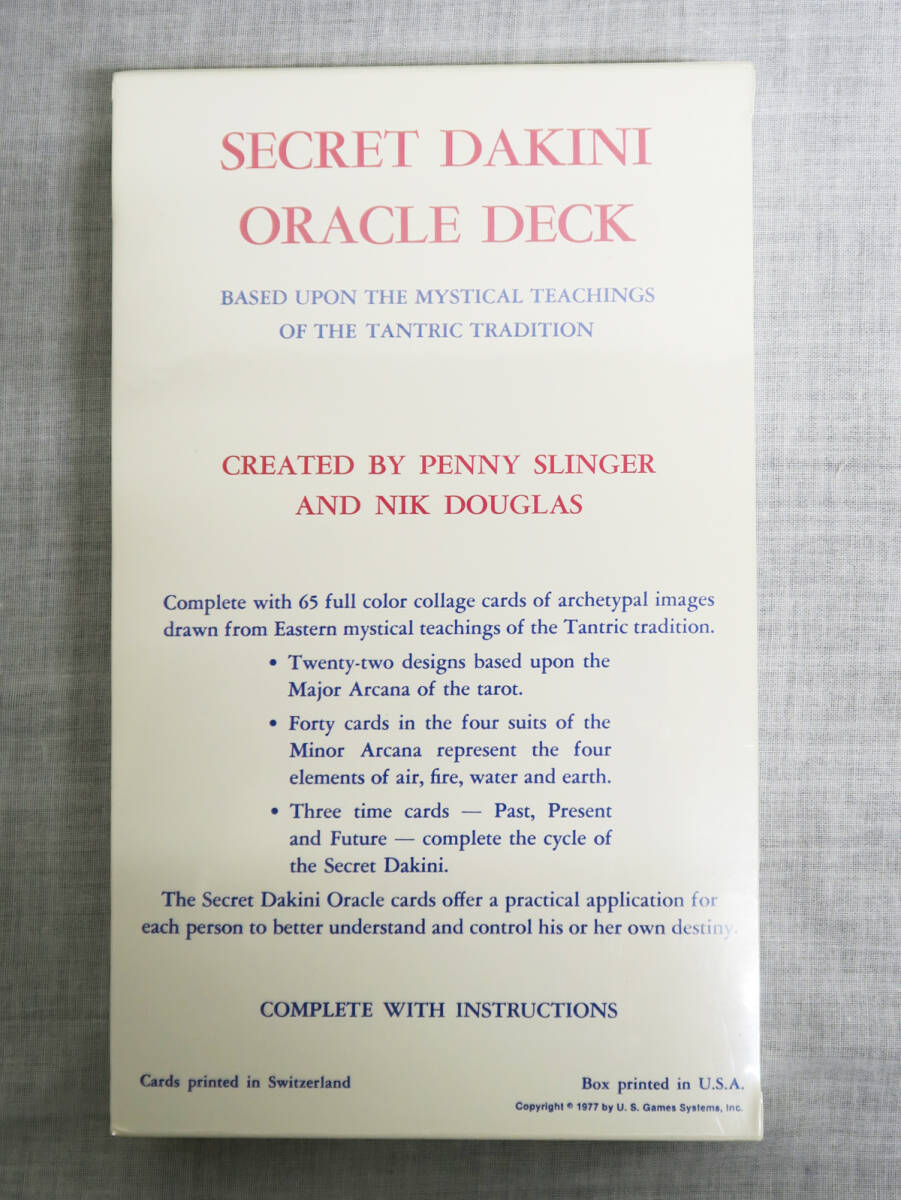 SECRET DAKINI
ORACLE DECK
BASED UPON THE MYSTICAL TEACHINGS
OF THE TANTRIC TRADITION
CREATED BY PENNY SLINGER
AND NIK DOUGLAS
Complete with 65 full color collage cards of archetypal images
drawn from Eastern mystical teachings of the Tantric tradition.
• Twenty-two designs based upon the
Major Arcana of the tarot.
• Forty cards in the four suits of the
Minor Arcana represent the four
elements of air, fire, water and earth.
• Three time cards — Past, Present
and Future — complete the cycle of
the Secret Dakini.
The Secret Dakini Oracle cards offer a practical application for
each person to better understand and control his or her own destiny.
COMPLETE WITH INSTRUCTIONS
Cards printed in Switzerland
Box printed in U.S.A.
Copyright © 1977 by U. S. Games Systems, Inc.